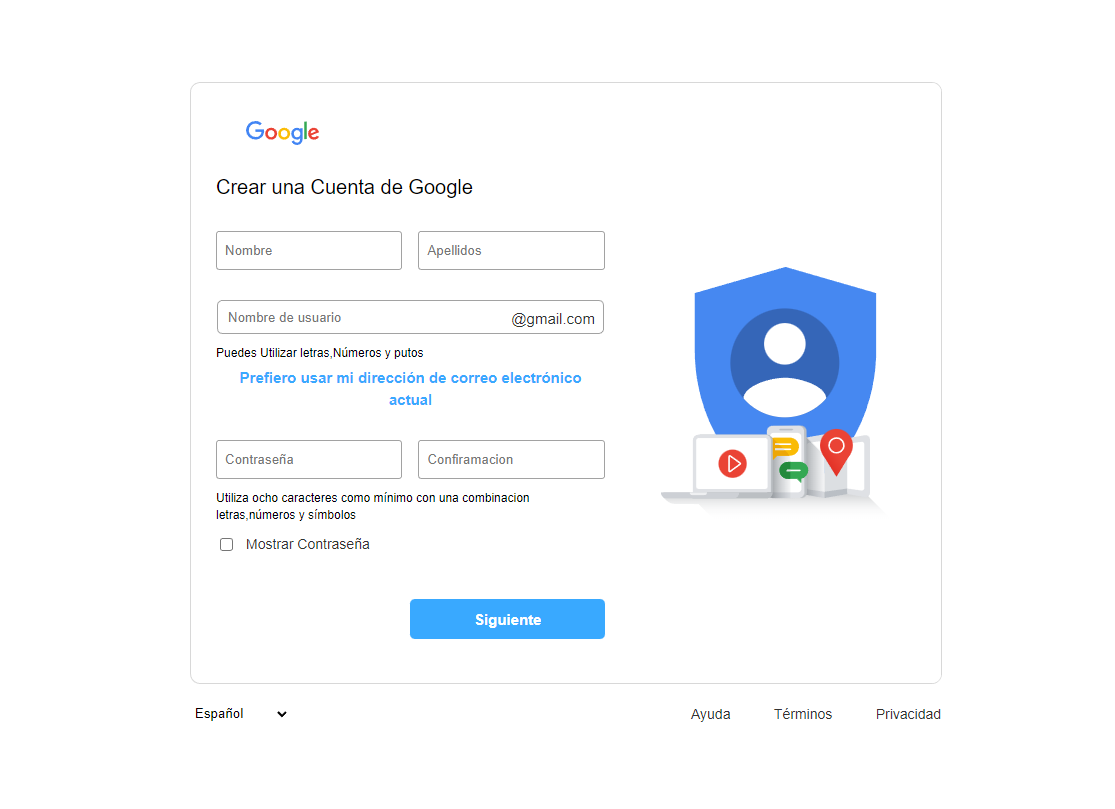 Google
Crear una Cuenta de Google
Nombre
Apellidos
Nombre de usuario
@gmail.com
Puedes Utilizar letras,Números y putos
Prefiero usar mi dirección de correo electrónico
actual
Contraseña
Confiramacion
Utiliza ocho caracteres como mínimo con una combinacion
letras,números y símbolos
Mostrar Contraseña
Siguiente
Español
Ayuda
Términos
Privacidad